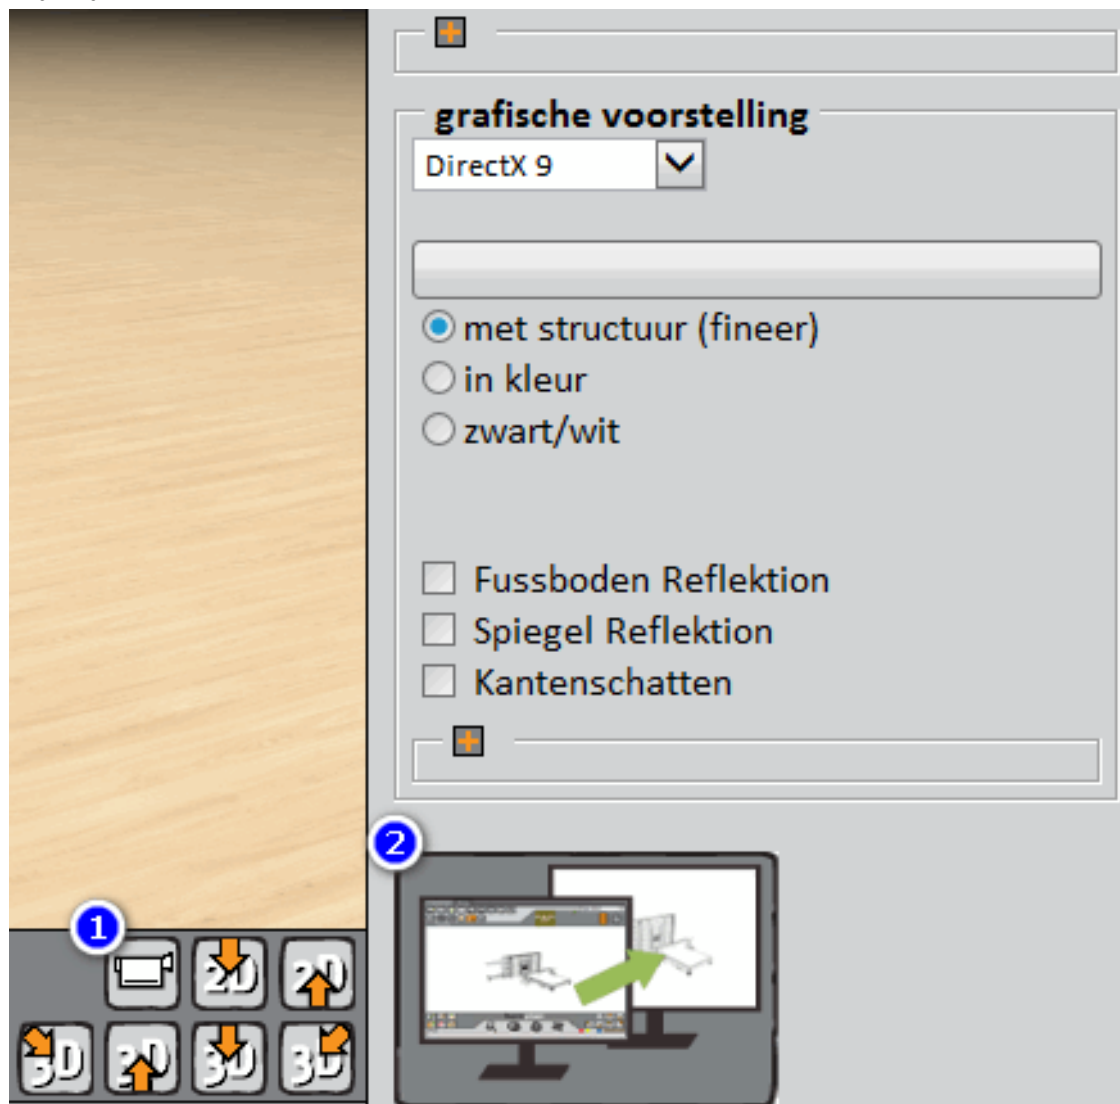 grafische voorstelling
DirectX 9
met structuur (fineer)
in kleur
zwart/wit
Fussboden Reflektion
Spiegel Reflektion
Kantenschatten
2
1
2D
2D
3D
3D
3D
3D